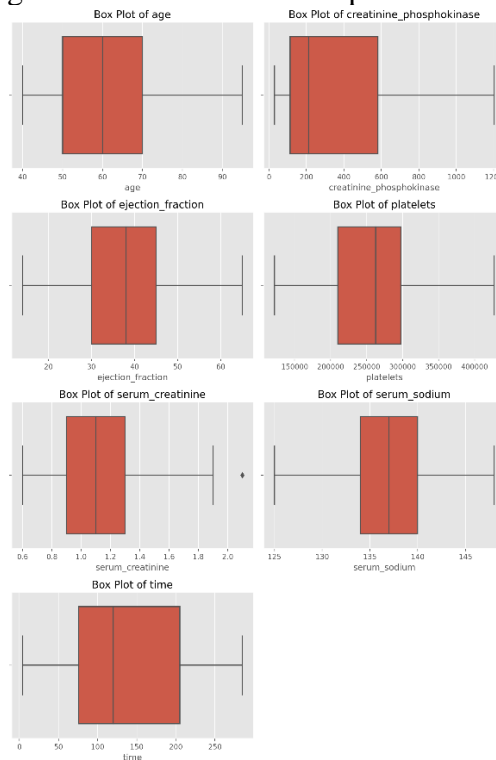 Box Plot of age
40 50 60 70 80 90
age
Box Plot of creatinine_phosphokinase
0 200 400 600 800 1000
creatinine_phosphokinase
Box Plot of ejection_fraction
20 30 40 50 60
ejection_fraction
Box Plot of platelets
150000 200000 250000 300000 350000 400000
platelets
Box Plot of serum_creatinine
0.6 0.8 1.0 1.2 1.4 1.6 1.8 2.0
serum_creatinine
Box Plot of serum_sodium
125 130 135 140 145
serum_sodium
Box Plot of time
0 50 100 150 200 250
time